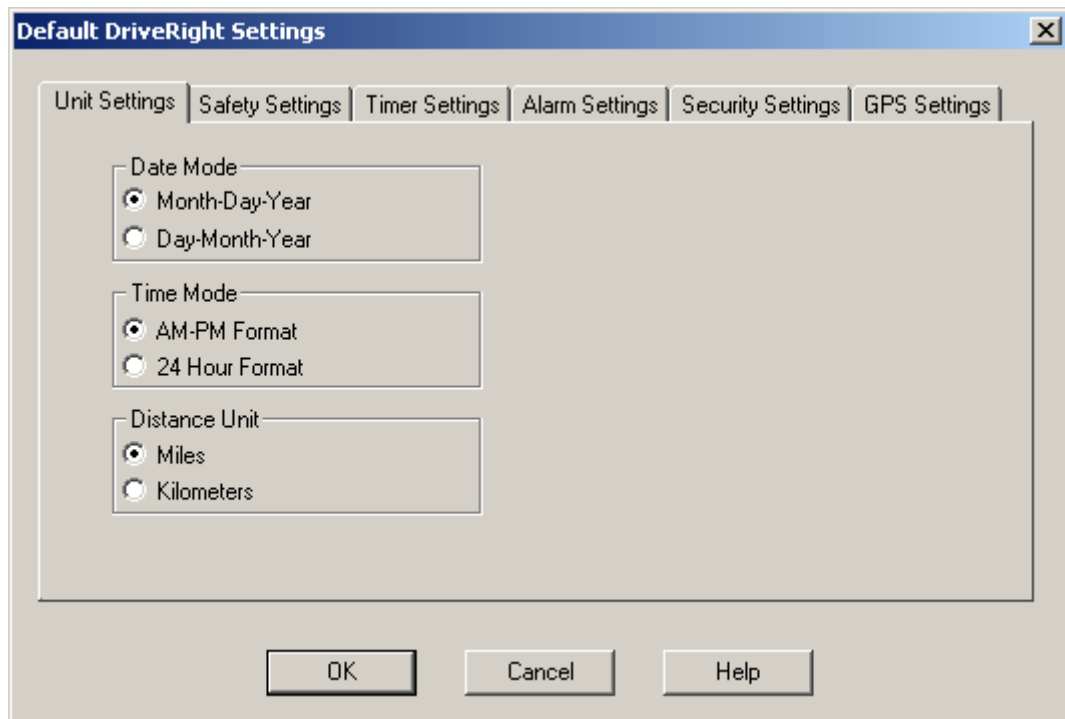 Default DriveRight Settings
Unit Settings Safety Settings Timer Settings Alarm Settings Security Settings GPS Settings
Date Mode
Month-Day-Year
Day-Month-Year
Time Mode
AM-PM Format
24 Hour Format
Distance Unit
Miles
Kilometers
OK Cancel Help